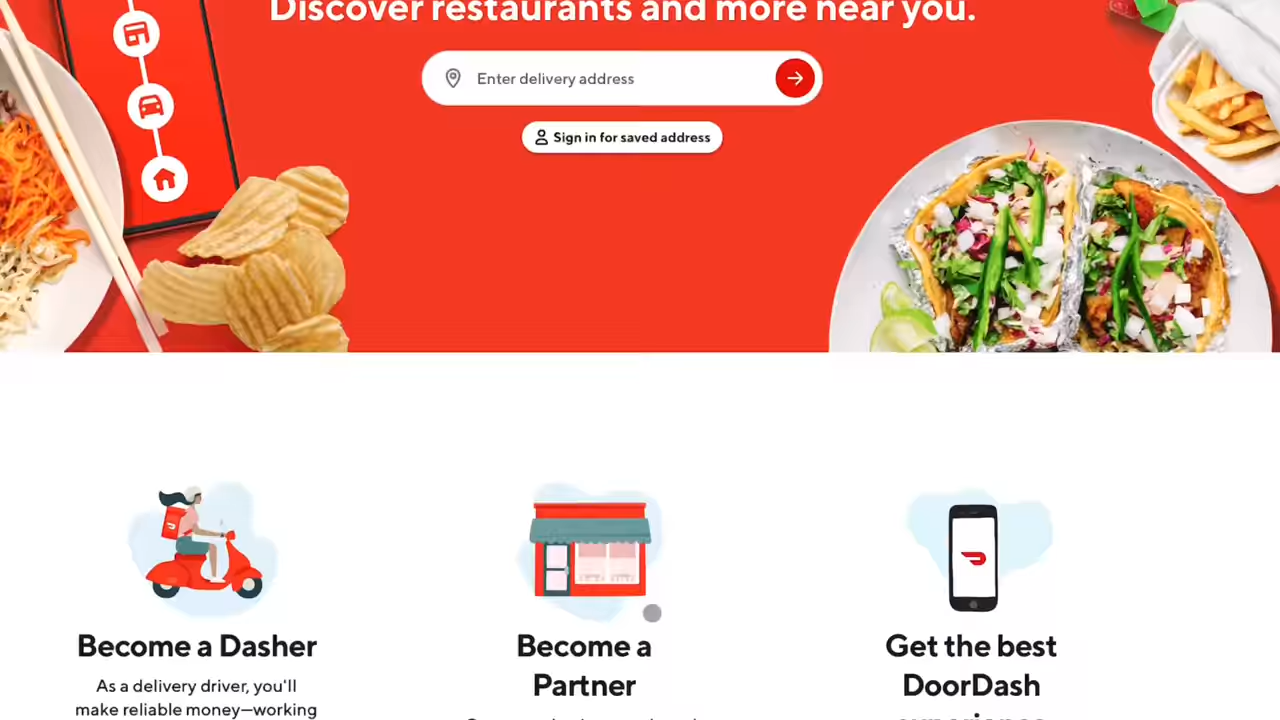 Discover restaurants and more near you.
Enter delivery address
Sign in for saved address
Become a Dasher
As a delivery driver, you'll
make reliable money—working
Become a
Partner
Get the best
DoorDash